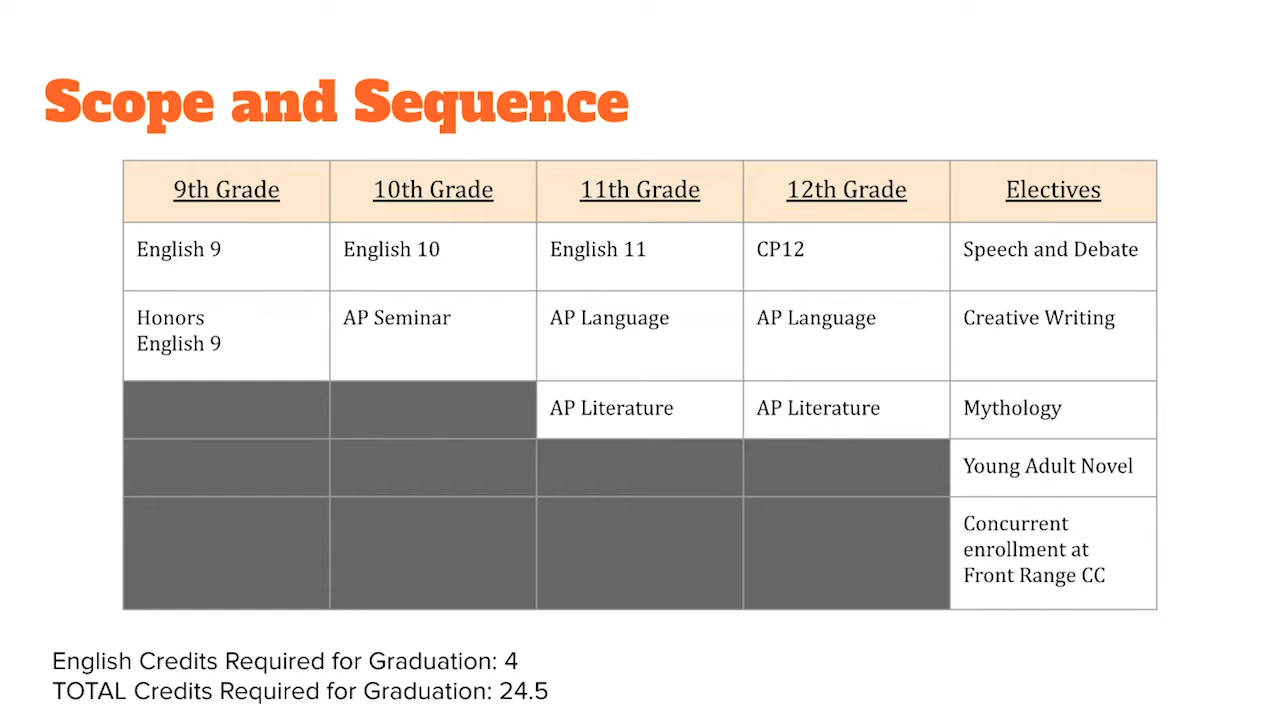 Scope and Sequence
9th Grade
10th Grade
11th Grade
12th Grade
Electives
English 9
English 10
English 11
CP12
Speech and Debate
Honors
English 9
AP Seminar
AP Language
AP Language
Creative Writing
AP Literature
AP Literature
Mythology
Young Adult Novel
Concurrent
enrollment at
Front Range CC
English Credits Required for Graduation: 4
TOTAL Credits Required for Graduation: 24.5